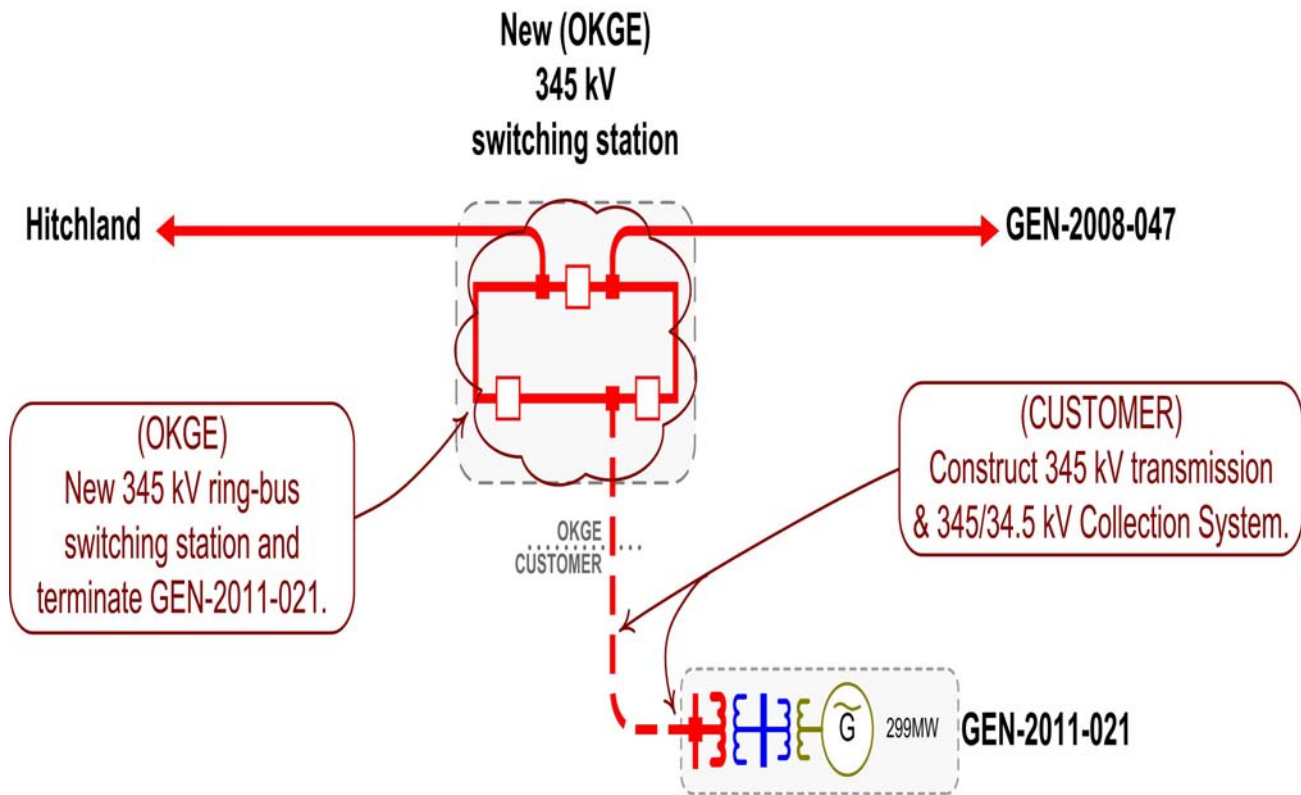 New (OKGE)
345 kV
switching station
Hitchland
GEN-2008-047
(OKGE)
New 345 kV ring-bus
switching station and
terminate GEN-2011-021.
(CUSTOMER)
Construct 345 kV transmission
& 345/34.5 kV Collection System.
OKGE
CUSTOMER
G
299MW
GEN-2011-021